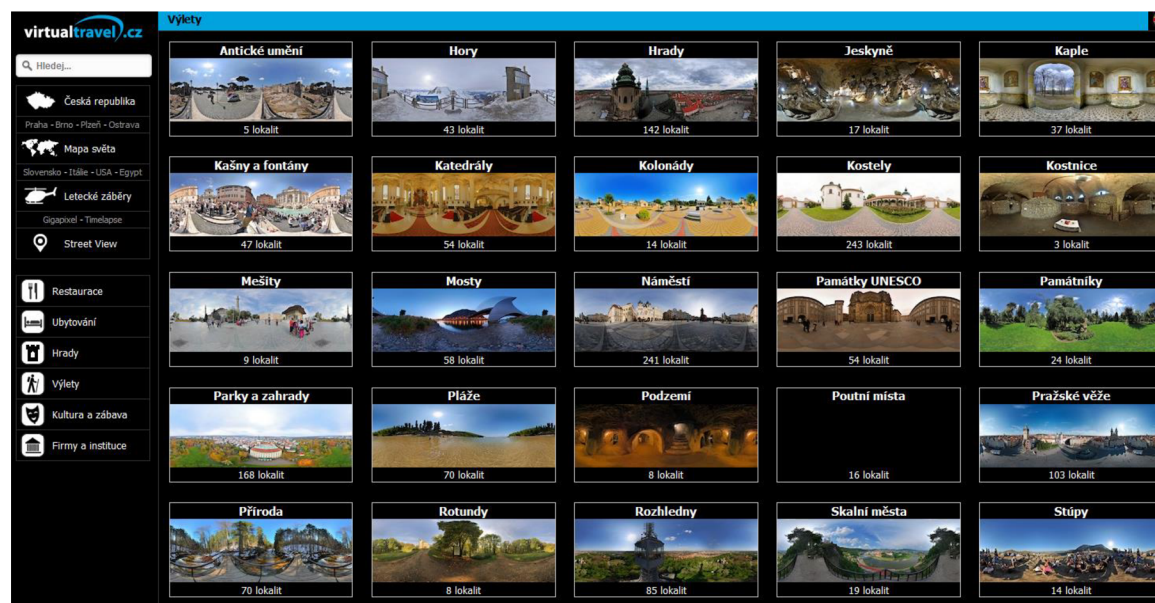 virtualtravel.cz
Hledej...
Česká republika
Praha - Brno - Plzeň - Ostrava
Mapa světa
Slovensko - Itálie - USA - Egypt
Letecké záběry
Gigapixel - Timelapse
Street View
Restaurace
Ubytování
Hrady
Výlety
Kultura a zábava
Firmy a instituce
Výlety
Antické umění
5 lokalit
Hory
43 lokalit
Hrady
142 lokalit
Jeskyně
17 lokalit
Kaple
37 lokalit
Kašny a fontány
47 lokalit
Katedrály
54 lokalit
Kolonády
14 lokalit
Kostely
243 lokalit
Kostnice
3 lokalit
Mešity
9 lokalit
Mosty
58 lokalit
Náměstí
241 lokalit
Památky UNESCO
54 lokalit
Památníky
24 lokalit
Parky a zahrady
168 lokalit
Pláže
70 lokalit
Podzemí
8 lokalit
Poutní místa
16 lokalit
Pražské věže
103 lokalit
Příroda
70 lokalit
Rotundy
8 lokalit
Rozhledny
85 lokalit
Skalní města
19 lokalit
Stúpy
14 lokalit